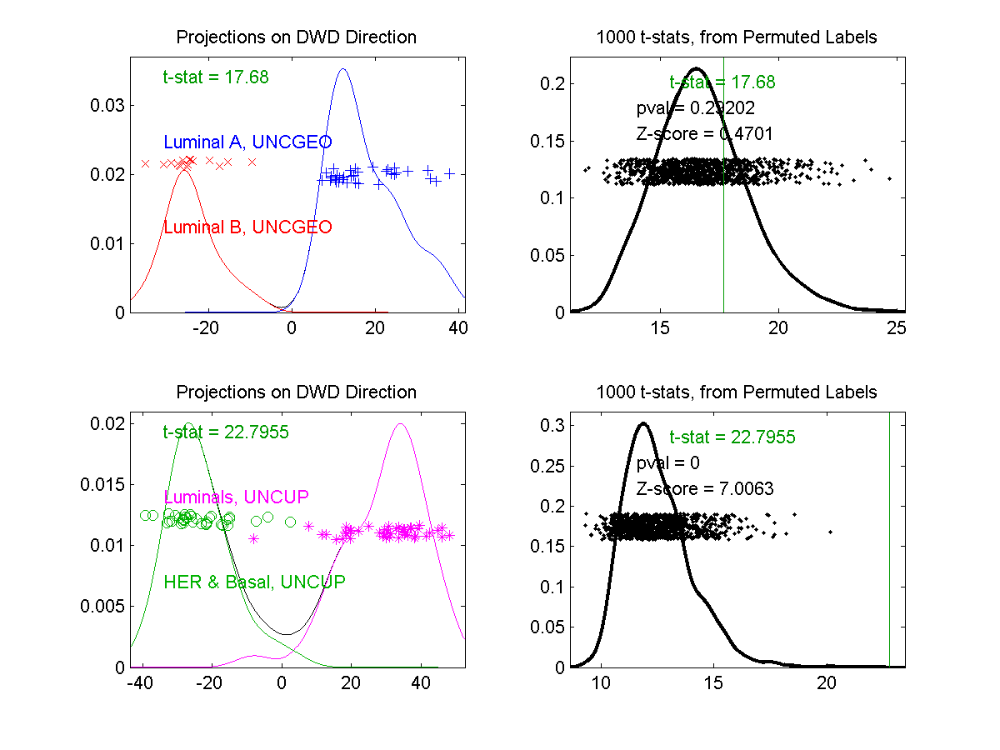 Projections on DWD Direction
t-stat = 17.68
Luminal A, UNCGEO
Luminal B, UNCGEO
0.03
0.02
0.01
0
-20
0
20
40
1000 t-stats, from Permuted Labels
t-stat = 17.68
pval = 0.29202
Z-score = 0.4701
0.2
0.15
0.1
0.05
0
15
20
25
Projections on DWD Direction
t-stat = 22.7955
Luminals, UNCUP
HER & Basal, UNCUP
0.02
0.015
0.01
0.005
0
-40
-20
0
20
40
1000 t-stats, from Permuted Labels
t-stat = 22.7955
pval = 0
Z-score = 7.0063
0.3
0.25
0.2
0.15
0.1
0.05
0
10
15
20